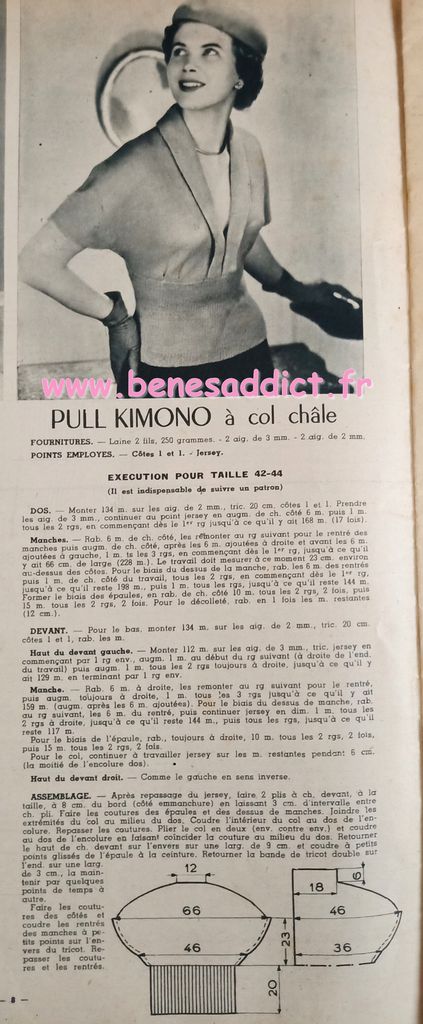 www.benesaddict.fr
PULL KIMONO à col châle
FOURNITURES. — Laine 2 fils, 250 grammes. - 2 aig. de 3 mm. - 2 aig. de 2 mm.
POINTS EMPLOYES. — Côtes 1 et 1. - Jersey.
EXECUTION POUR TAILLE 42-44
(Il est indispensable de suivre un patron)
DOS. — Monter 134 m. sur les aig. de 2 mm., tric. 20 cm. côtes 1 et 1. Prendre
les aig. de 3 mm., continuer au point jersey en augm. de ch. côté 6 m. puis 1 m.
tous les 2 rgs, en commençant dès le 1er rg jusqu'à ce qu'il y ait 168 m. (17 fois).
Manches. — Rab. 6 m. de ch. côté, les remonter au rg suivant pour le rentré des
manches puis augm. de ch. côté, après les 6 m. ajoutées à droite et avant les 6 m.
ajoutées à gauche, 1 m. ts les 3 rgs, en commençant dès le 1er rg, jusqu'à ce qu'il
y ait 66 cm. de large (228 m.). Le travail doit mesurer à ce moment 23 cm. environ
au-dessus des côtes. Pour le biais du dessus de la manche, rab. les 6 m. des rentrés
puis 1 m. de ch. côté du travail, tous les 2 rgs, en commençant dès le 1er rg,
jusqu'à ce qu'il reste 198 m., puis 1 m. tous les rgs, jusqu'à ce qu'il reste 144 m.
Former le biais des épaules, en rab. de ch. côté 10 m. tous les 2 rgs, 2 fois, puis
15 m. tous les 2 rgs, 2 fois. Pour le décolleté, rab. en 1 fois les m. restantes
(12 cm.).
DEVANT. — Pour le bas, monter 134 m. sur les aig. de 2 mm., tric. 20 cm.
côtes 1 et 1, rab. les m.
Haut du devant gauche. — Monter 112 m. sur les aig. de 3 mm., tric. jersey en
commençant par 1 rg env., augm. 1 m. au début du rg suivant (à droite de l'end.
du travail) puis augm. 1 m. tous les 2 rgs toujours à droite, jusqu'à ce qu'il y
ait 129 m. en terminant par 1 rg env.
Manche. — Rab. 6 m. à droite, les remonter au rg suivant pour le rentré,
puis augm. toujours à droite, 1 m. tous les 3 rgs jusqu'à ce qu'il y ait
159 m. (augm. après les 6 m. ajoutées). Pour le biais du dessus de manche, rab.
au rg suivant, les 6 m. du rentré, puis continuer jersey en dim. 1 m. tous les
2 rgs à droite, jusqu'à ce qu'il reste 144 m., puis tous les rgs, jusqu'à ce qu'il
reste 117 m.
Pour le biais de l'épaule, rab., toujours à droite, 10 m. tous les 2 rgs, 2 fois,
puis 15 m. tous les 2 rgs, 2 fois.
Pour le col, continuer à travailler jersey sur les m. restantes pendant 6 cm.
(la moitié de l'encolure dos).
Haut du devant droit. — Comme le gauche en sens inverse.
ASSEMBLAGE. — Après repassage du jersey, faire 2 plis à ch. devant, à la
taille, à 8 cm. du bord (côté emmanchure) en laissant 3 cm. d'intervalle entre
ch. pli. Faire les coutures des épaules et des dessus de manches. Joindre les
extrémités du col au milieu du dos. Coudre l'intérieur du col au dos de l'en-
colure. Repasser les coutures. Plier le col en deux (env. contre env.) et coudre
au dos de l'encolure en faisant coïncider la couture au milieu du dos. Retourner
le haut de ch. devant sur l'envers sur une larg. de 9 cm. et coudre à petits
points glissés de l'épaule à la ceinture. Retourner la bande de tricot double sur
l'end. sur une larg.
de 3 cm., la main-
tenir par quelques
points de temps à
autre.
Faire les coutu-
res des côtés et
coudre les rentrés
des manches à pe-
tits points sur l'en-
vers du tricot. Re-
passer les coutu-
res et les rentrés.
12
66
46
23
20
18
6
46
36
— 8 —